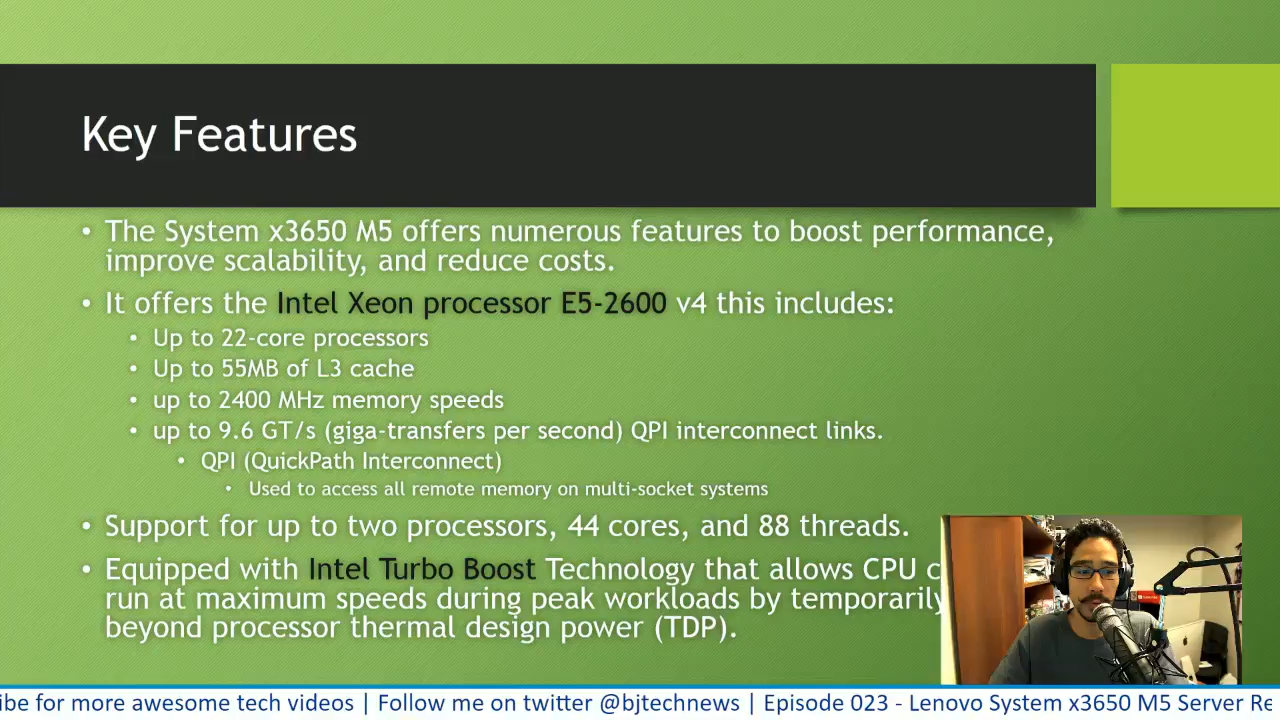 Key Features
• The System x3650 M5 offers numerous features to boost performance,
improve scalability, and reduce costs.
• It offers the Intel Xeon processor E5-2600 v4 this includes:
• Up to 22-core processors
• Up to 55MB of L3 cache
• up to 2400 MHz memory speeds
• up to 9.6 GT/s (giga-transfers per second) QPI interconnect links.
• QPI (QuickPath Interconnect)
• Used to access all remote memory on multi-socket systems
• Support for up to two processors, 44 cores, and 88 threads.
• Equipped with Intel Turbo Boost Technology that allows CPU
run at maximum speeds during peak workloads by temporarily
beyond processor thermal design power (TDP).
for more awesome tech videos | Follow me on twitter @bjtechnews | Episode 023 - Lenovo System x3650 M5 Server